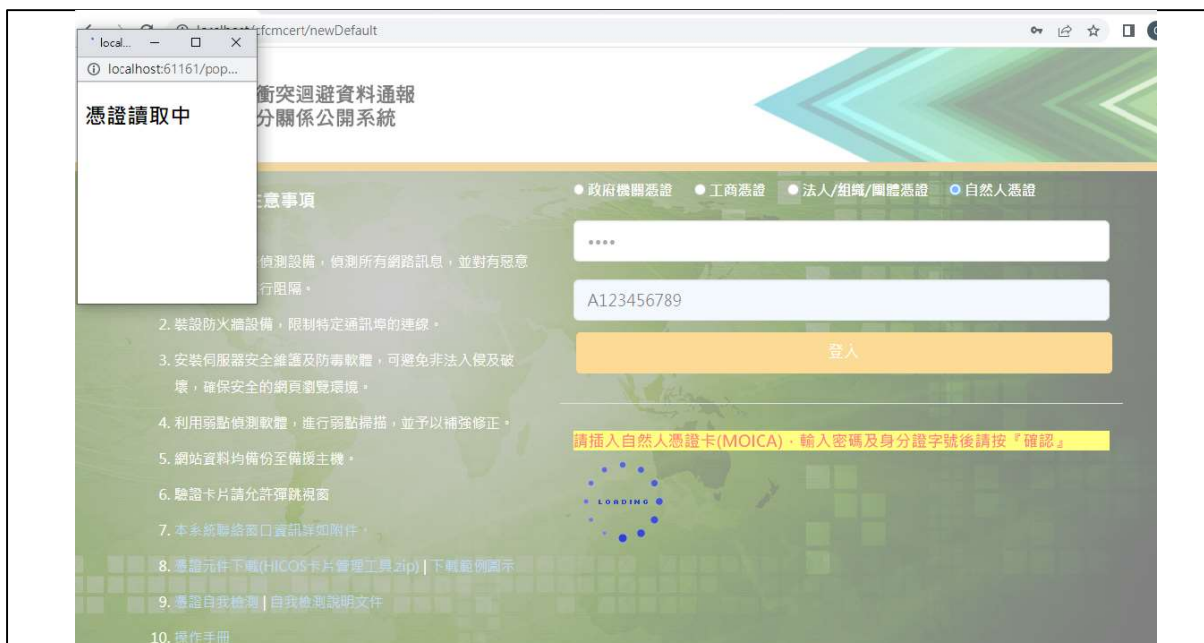 local...
localhost:61161/pop...
憑證讀取中
localhost/cfcmcert/newDefault
衝突迴避資料通報
分關係公開系統
意事項
偵測設備，偵測所有網路訊息，並對有惡意
行阻隔。
2. 裝設防火牆設備，限制特定通訊埠的連線。
3. 安裝伺服器安全維護及防毒軟體，可避免非法入侵及破
壞，確保安全的網頁瀏覽環境。
4. 利用弱點偵測軟體，進行弱點掃描，並予以補強修正。
5. 網站資料均備份至備援主機。
6. 驗證卡片請允許彈跳視窗
7. 本系統聯絡窗口資訊詳如附件。
8. 憑證元件下載(HICOS卡片管理工具.zip) | 下載範例圖示
9. 憑證自我檢測 | 自我檢測說明文件
10. 操作手冊
政府機關憑證 工商憑證 法人/組織/團體憑證 自然人憑證
••••
A123456789
登入
請插入自然人憑證卡(MOICA)，輸入密碼及身分證字號後請按『確認』
LOADING